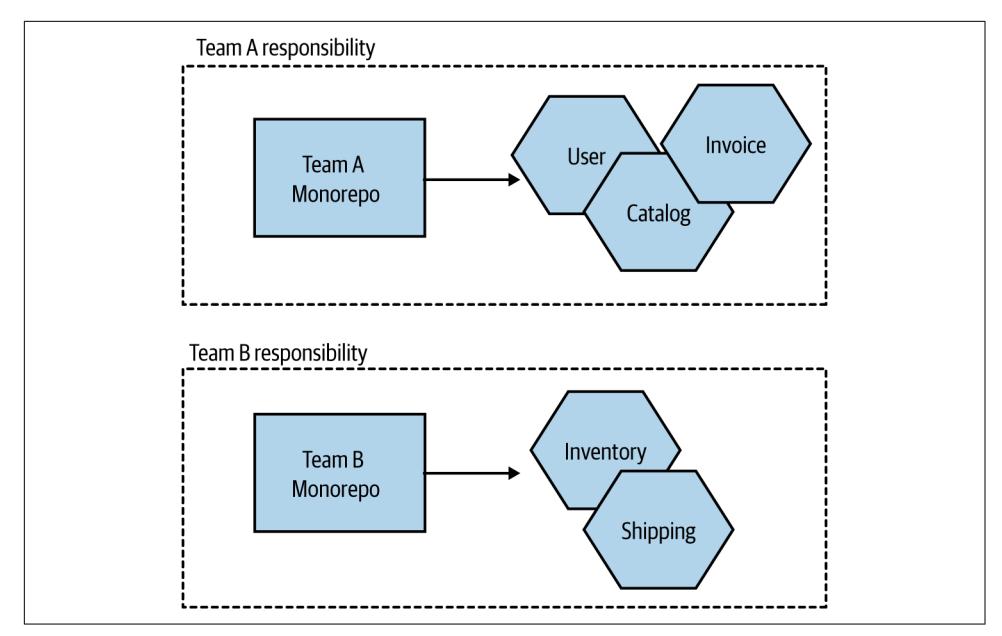 Team A responsibility
Team A
Monorepo
User
Invoice
Catalog
Team B responsibility
Team B
Monorepo
Inventory
Shipping